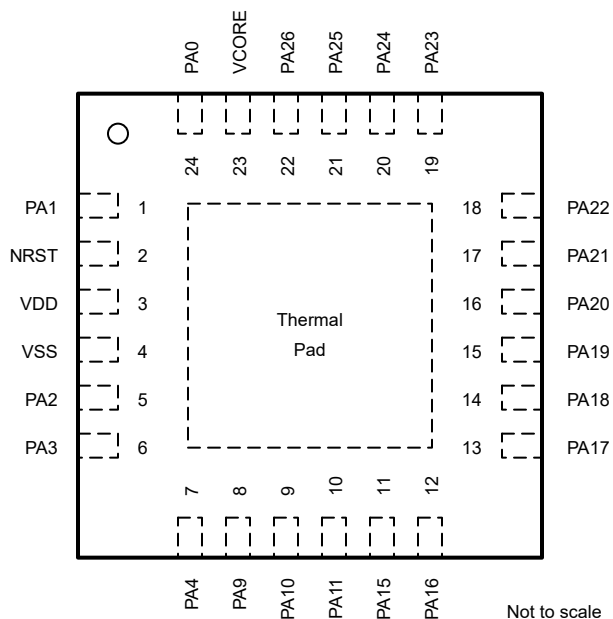 PA0 VCORE PA26 PA25 PA24 PA23
24 23 22 21 20 19
PA1 1 18 PA22
NRST 2 17 PA21
VDD 3 16 PA20
VSS 4 15 PA19
PA2 5 14 PA18
PA3 6 13 PA17
Thermal
Pad
7 8 9 10 11 12
PA4 PA9 PA10 PA11 PA15 PA16
Not to scale